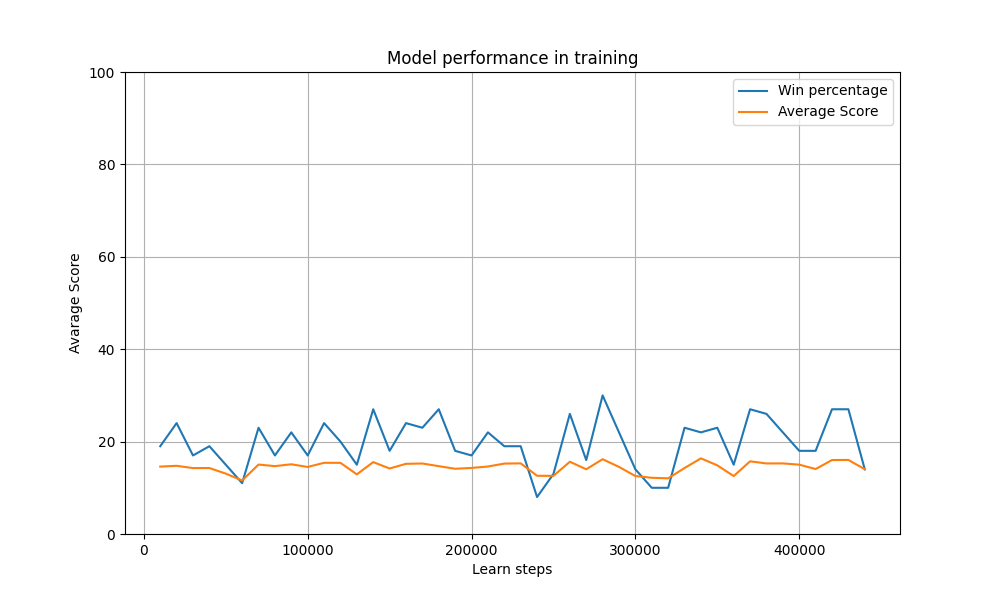 Model performance in training
Win percentage
Average Score
100
80
60
40
20
0
Avarage Score
0 100000 200000 300000 400000
Learn steps